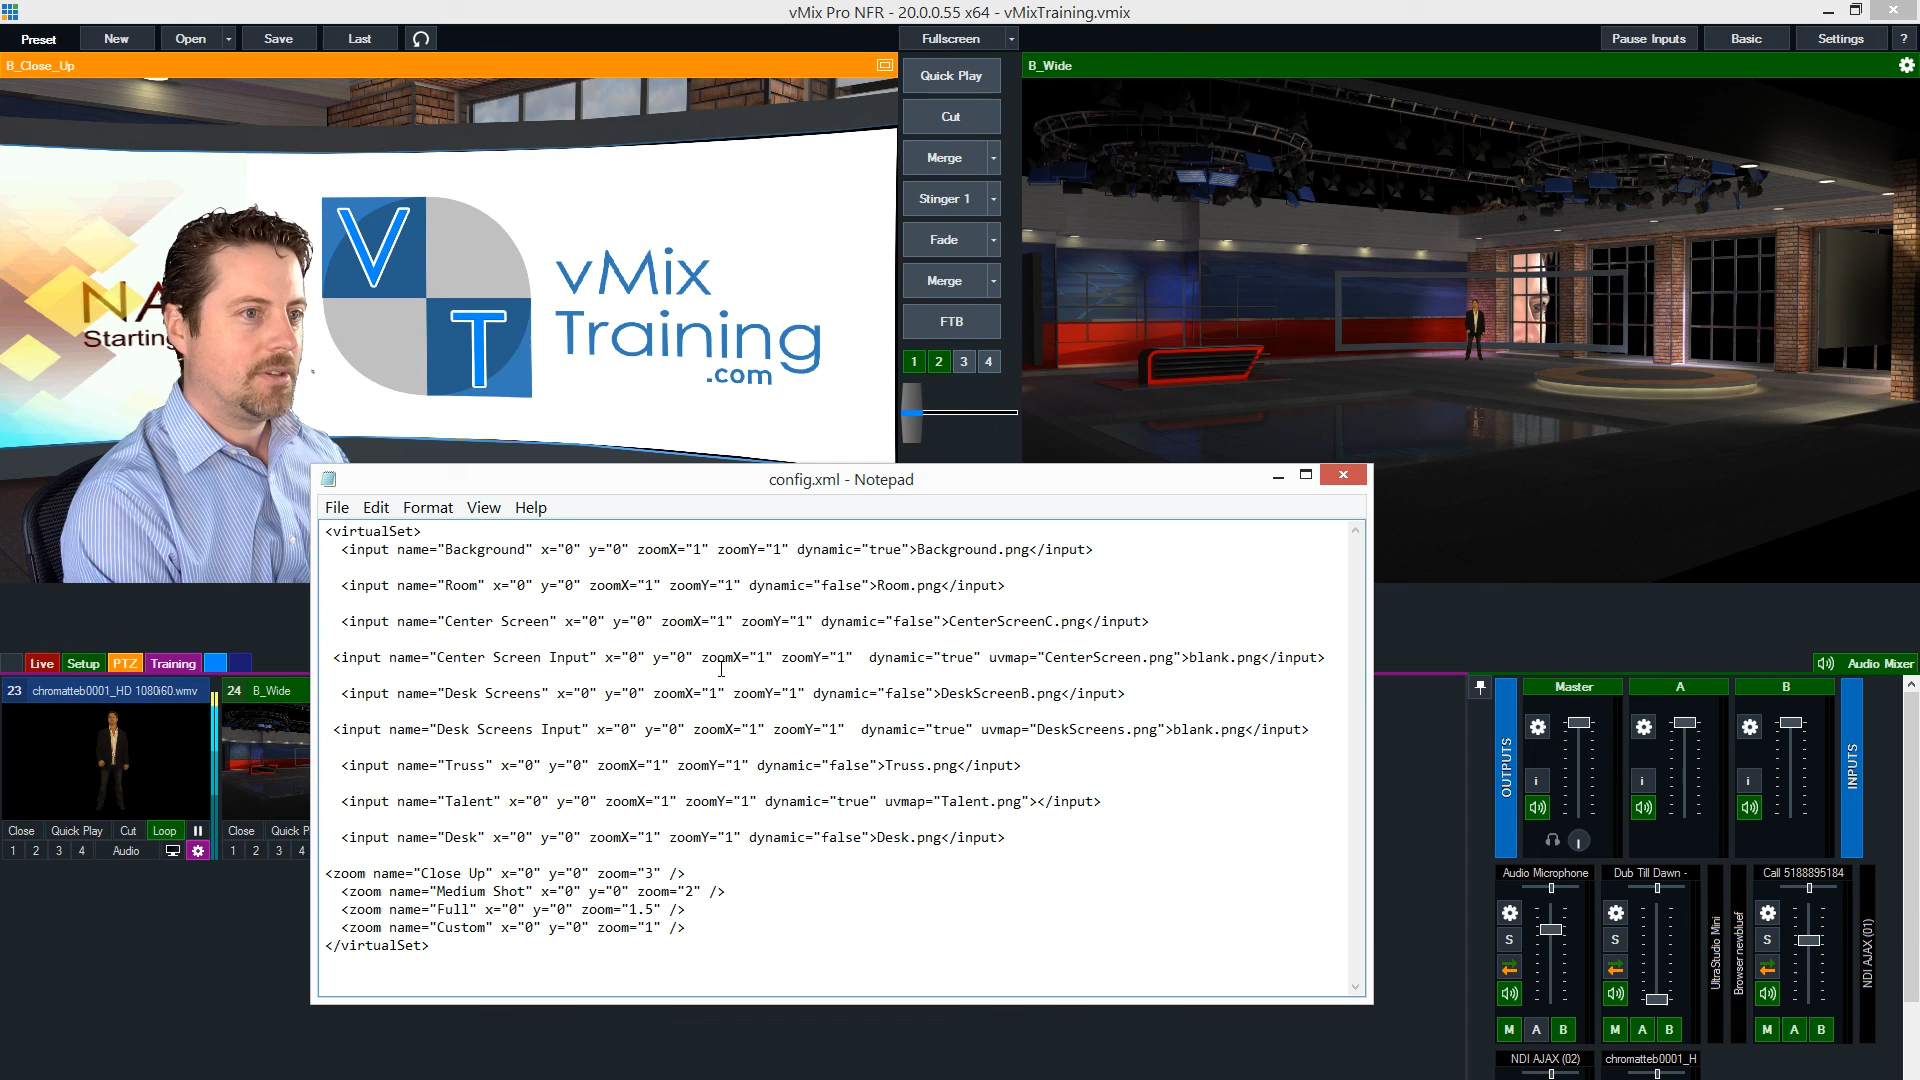 vMix Pro NFR - 20.0.0.55 x64 - vMixTraining.vmix
Preset New Open Save Last Fullscreen Pause Inputs Basic Settings ?
B_Close_Up
B_Wide
Quick Play
Cut
Merge
Stinger 1
Fade
Merge
FTB
1 2 3 4
NA
Starting
V
T
vMix
Training
.com
config.xml - Notepad
File Edit Format View Help
<virtualSet>
<input name="Background" x="0" y="0" zoomX="1" zoomY="1" dynamic="true">Background.png</input>
<input name="Room" x="0" y="0" zoomX="1" zoomY="1" dynamic="false">Room.png</input>
<input name="Center Screen" x="0" y="0" zoomX="1" zoomY="1" dynamic="false">CenterScreenC.png</input>
<input name="Center Screen Input" x="0" y="0" zoomX="1" zoomY="1"  dynamic="true" uvmap="CenterScreen.png">blank.png</input>
<input name="Desk Screens" x="0" y="0" zoomX="1" zoomY="1" dynamic="false">DeskScreenB.png</input>
<input name="Desk Screens Input" x="0" y="0" zoomX="1" zoomY="1"  dynamic="true" uvmap="DeskScreens.png">blank.png</input>
<input name="Truss" x="0" y="0" zoomX="1" zoomY="1" dynamic="false">Truss.png</input>
<input name="Talent" x="0" y="0" zoomX="1" zoomY="1" dynamic="true" uvmap="Talent.png"></input>
<input name="Desk" x="0" y="0" zoomX="1" zoomY="1" dynamic="false">Desk.png</input>
<zoom name="Close Up" x="0" y="0" zoom="3" />
<zoom name="Medium Shot" x="0" y="0" zoom="2" />
<zoom name="Full" x="0" y="0" zoom="1.5" />
<zoom name="Custom" x="0" y="0" zoom="1" />
</virtualSet>
Live Setup PTZ Training
23 chromatteb0001_HD 1080i60.wmv
24 B_Wide
Close Quick Play Cut Loop
1 2 3 4 Audio
Close Quick P
1 2 3 4
Audio Mixer
Master A B
OUTPUTS
INPUTS
i i i
Audio Microphone
Dub Till Dawn -
Call 5188895184
S S S
UltraStudio Mini
Browser newbluef
NDI AJAX (01)
M A B
M A B
M A B
NDI AJAX (02)
chromatteb0001_H